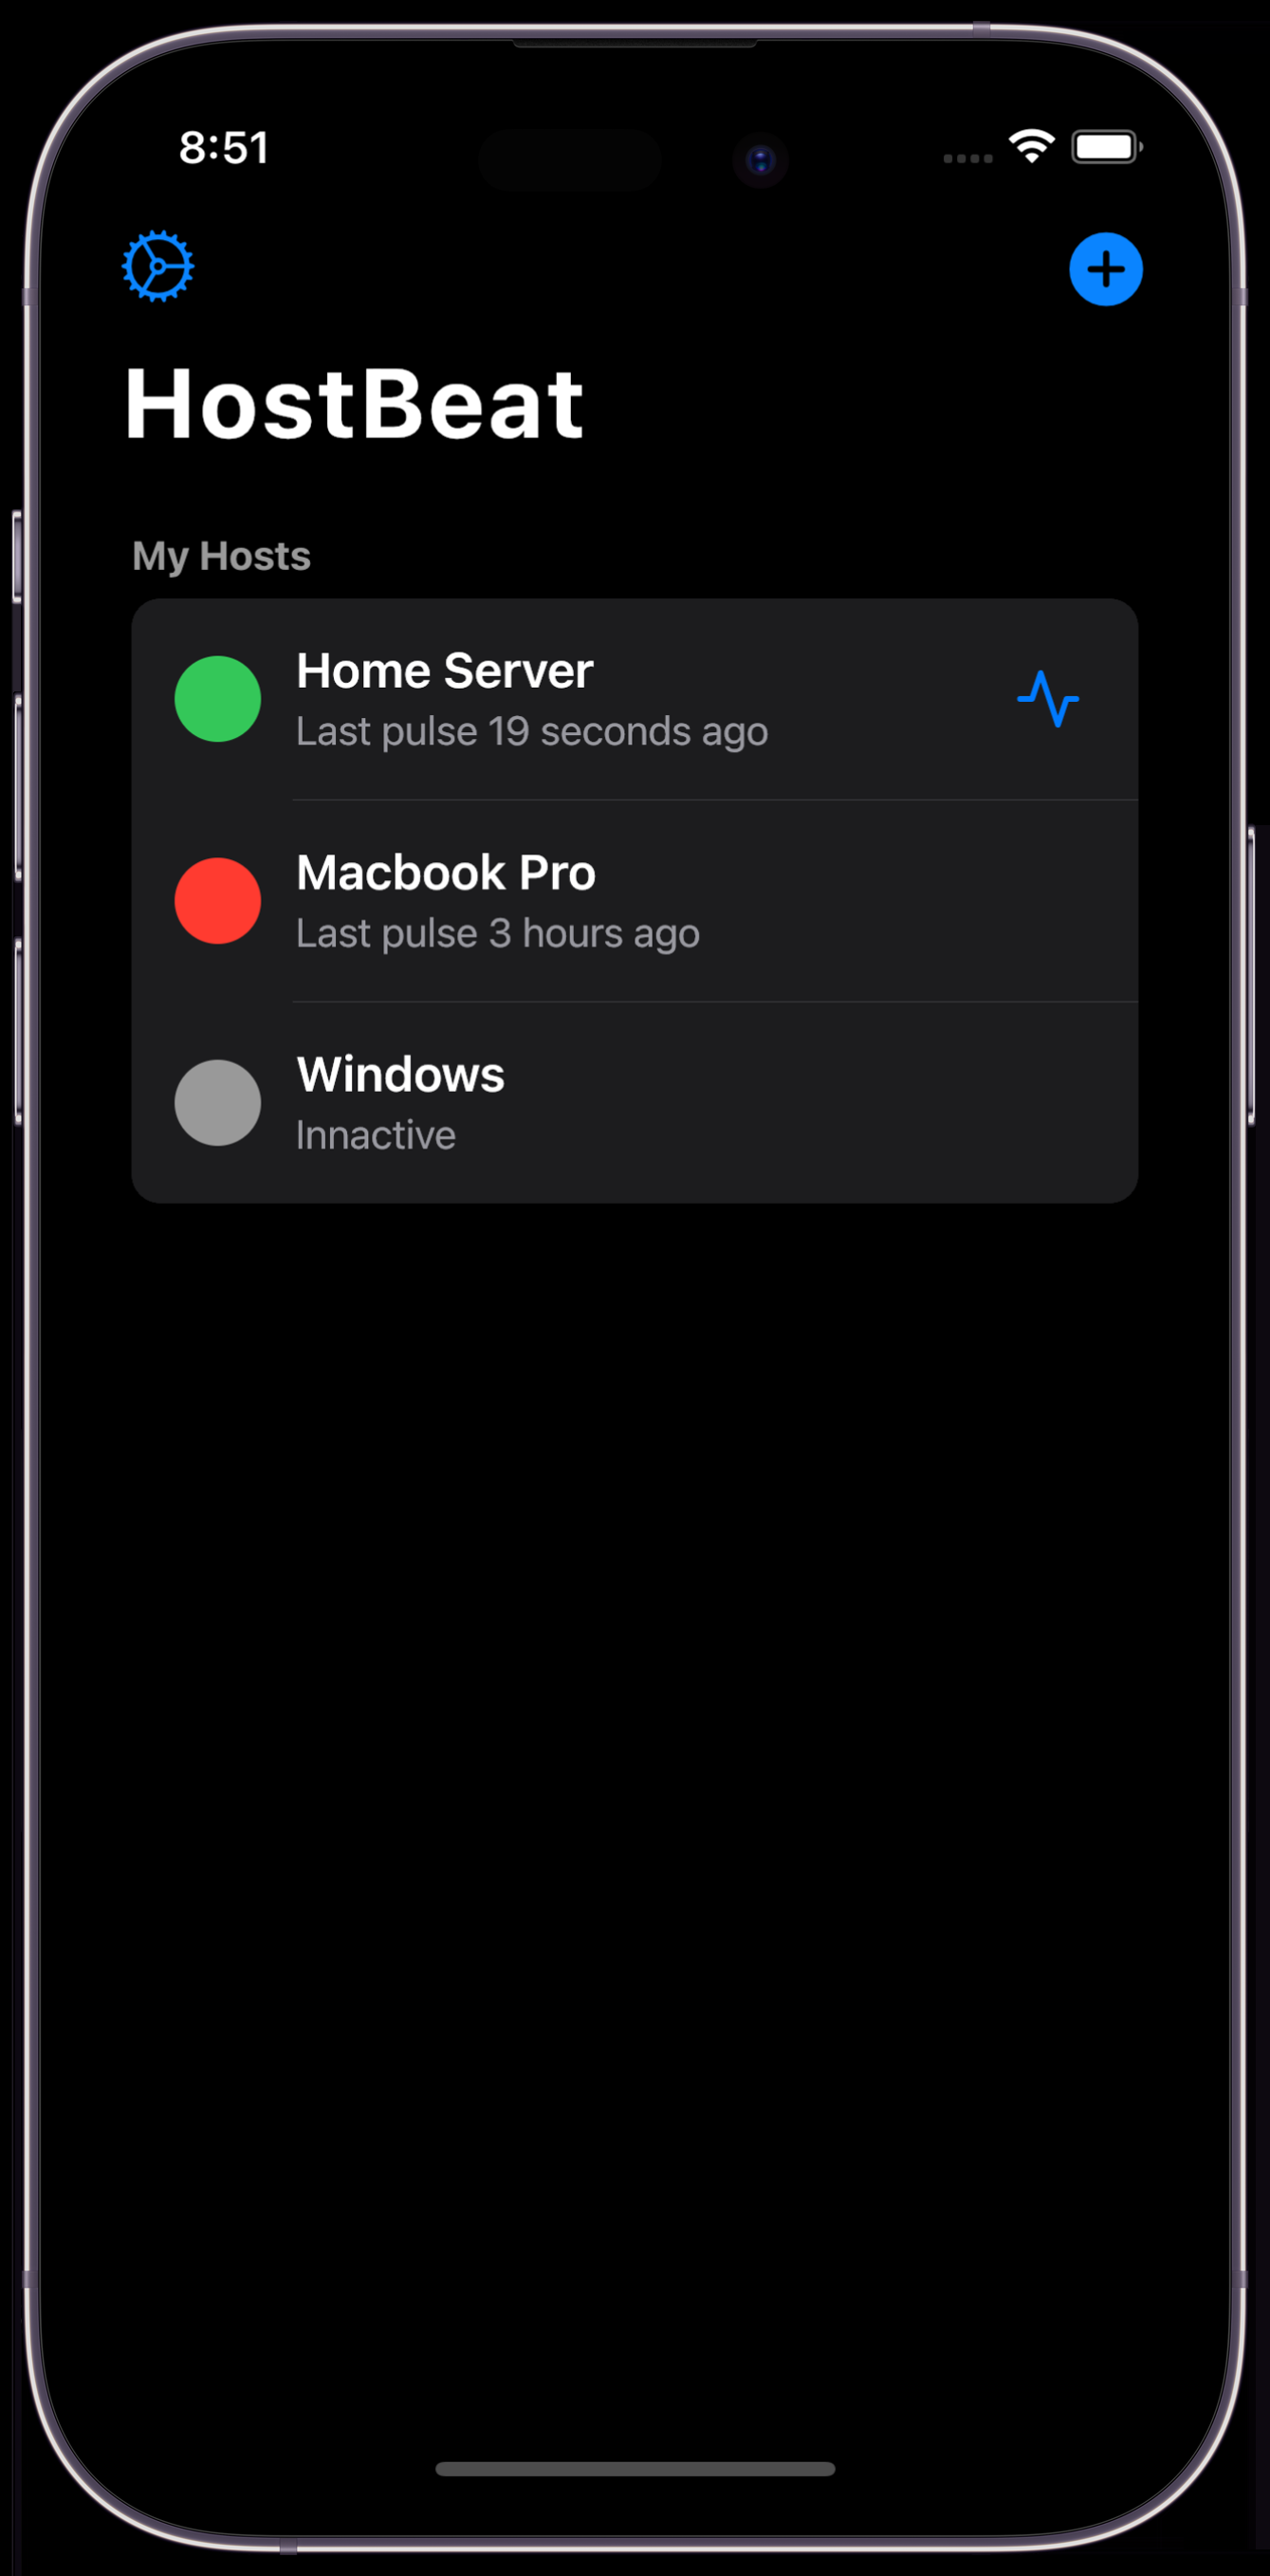 8:51
HostBeat
My Hosts
Home Server
Last pulse 19 seconds ago
Macbook Pro
Last pulse 3 hours ago
Windows
Innactive